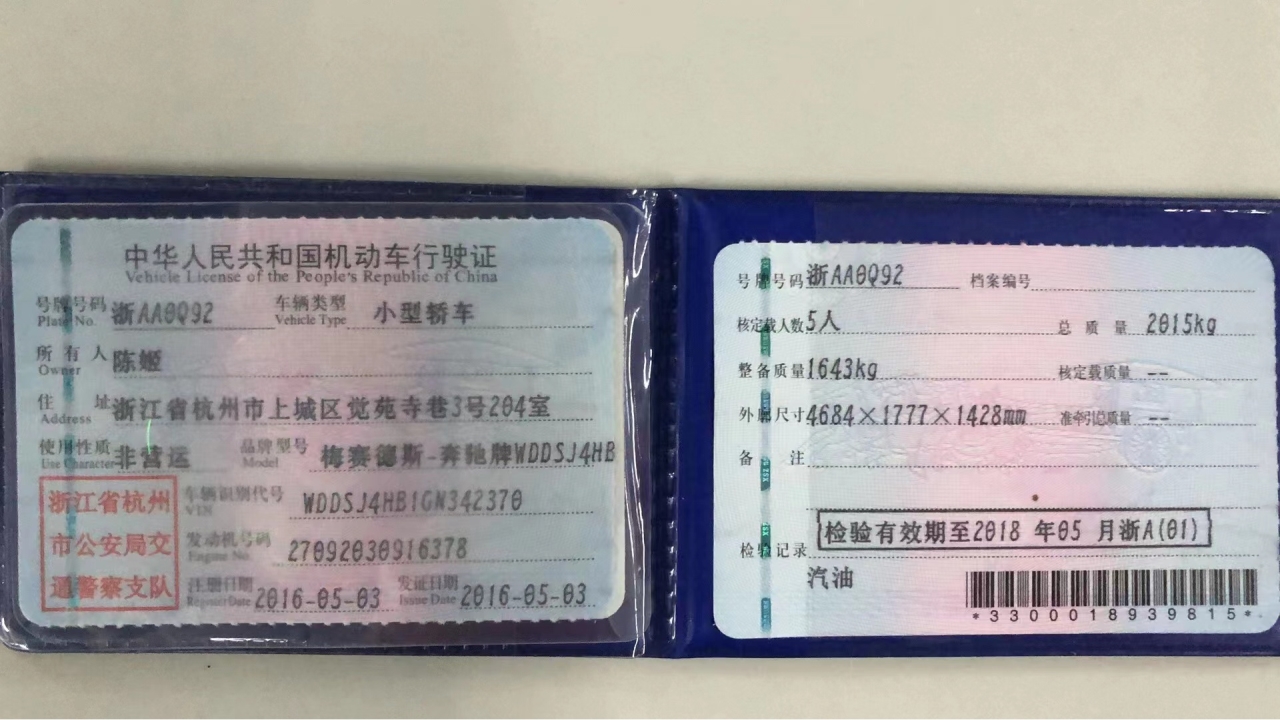 中华人民共和国机动车行驶证
Vehicle License of the People's Republic of China
号牌号码 浙AA0Q92 车辆类型 小型轿车
Plate No. Vehicle Type
所有人 陈姬
Owner
住址 浙江省杭州市上城区觉苑寺巷3号204室
Address
使用性质 非营运 品牌型号 梅赛德�-奔驰牌WDDSJ4HB
Use Character Model
浙江省杭州
市公安局交
通警察支队
车辆识别代号 WDDSJ4HB1GN342370
VIN
发动机号码 27092030916378
Engine No.
注册日期 2016-05-03 发证日期 2016-05-03
Register Date Issue Date
号牌号码 浙AA0Q92 档案编号
核定载人数 5人 总质量 2015kg
整备质量 1643kg 核定载质量 --
外廓尺寸 4684×1777×1428mm 准牵引总质量 --
备注
检验记录 检验有效期至2018 年05 月浙A(01)
汽油
*3300018939815*